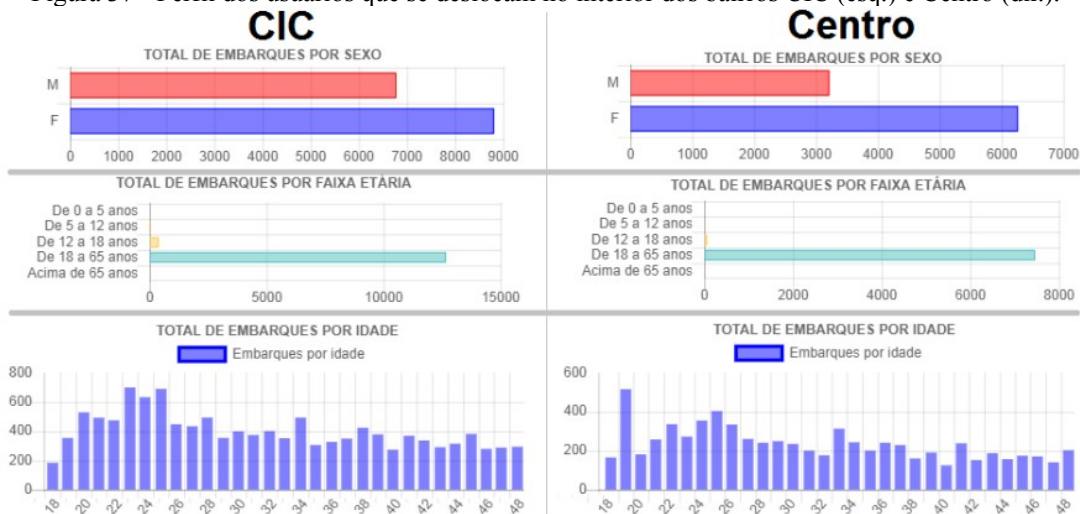 Figura 57 - Perfil dos usuários que se deslocam no interior dos bairros CIC (esq.) e Centro (dir.).
CIC
TOTAL DE EMBARQUES POR SEXO
M
F
0 1000 2000 3000 4000 5000 6000 7000 8000 9000
TOTAL DE EMBARQUES POR FAIXA ETÁRIA
De 0 a 5 anos
De 5 a 12 anos
De 12 a 18 anos
De 18 a 65 anos
Acima de 65 anos
0 5000 10000 15000
TOTAL DE EMBARQUES POR IDADE
Embarques por idade
800
600
400
200
0
18 20 22 24 26 28 30 32 34 36 38 40 42 44 46 48
Centro
TOTAL DE EMBARQUES POR SEXO
M
F
0 1000 2000 3000 4000 5000 6000 7000
TOTAL DE EMBARQUES POR FAIXA ETÁRIA
De 0 a 5 anos
De 5 a 12 anos
De 12 a 18 anos
De 18 a 65 anos
Acima de 65 anos
0 2000 4000 6000 8000
TOTAL DE EMBARQUES POR IDADE
Embarques por idade
600
400
200
0
18 20 22 24 26 28 30 32 34 36 38 40 42 44 46 48